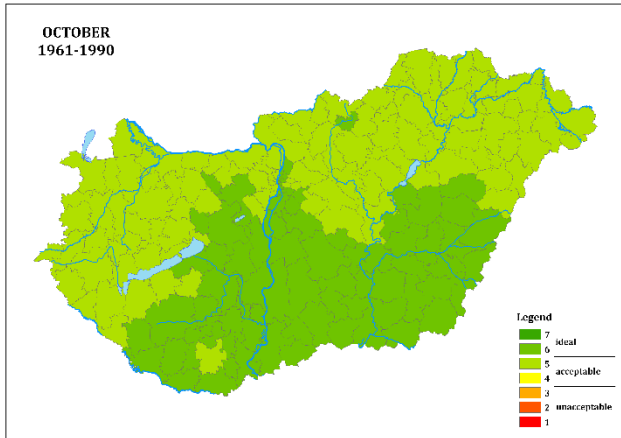 OCTOBER
1961-1990
Legend
7
ideal
6
5
acceptable
4
3
2 unacceptable
1